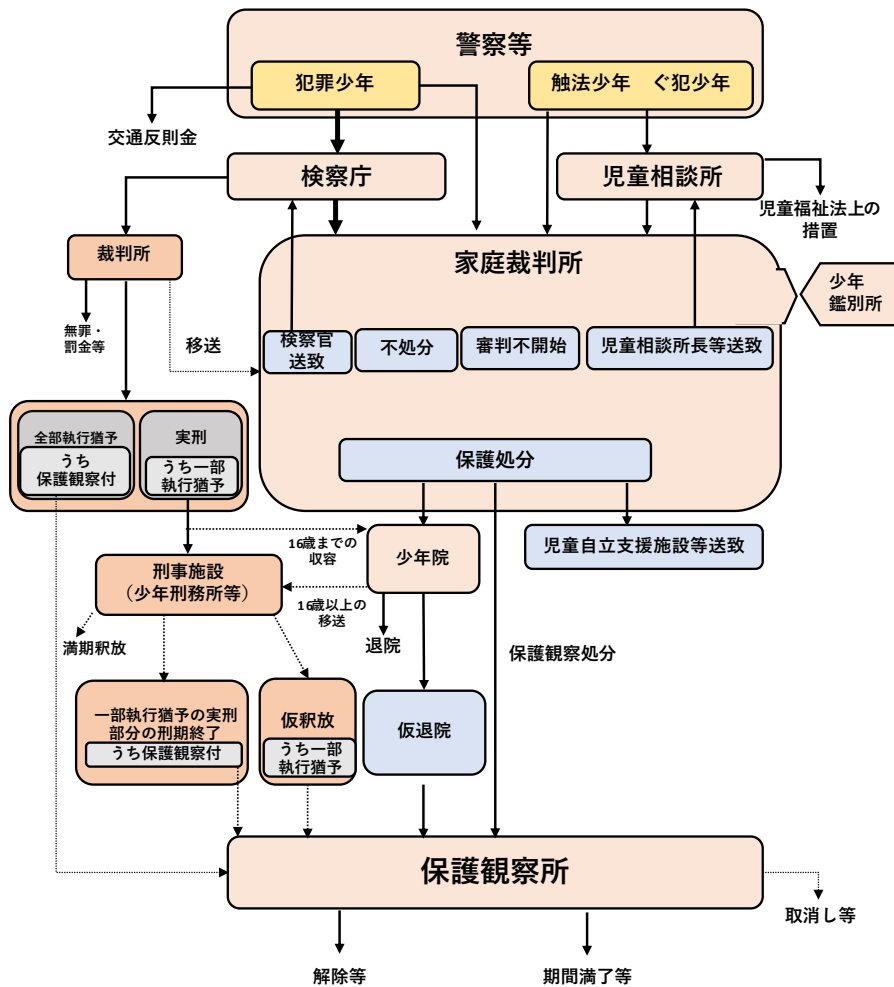 警察等
犯罪少年
触法少年　ぐ犯少年
交通反則金
検察庁
児童相談所
児童福祉法上の
措置
裁判所
家庭裁判所
少年
鑑別所
無罪・
罰金等
移送
検察官
送致
不処分
審判不開始
児童相談所長等送致
全部執行猶予
うち
保護観察付
実刑
うち一部
執行猶予
保護処分
16歳までの
収容
少年院
児童自立支援施設等送致
刑事施設
（少年刑務所等）
16歳以上の
移送
満期釈放
退院
保護観察処分
一部執行猶予の実刑
部分の刑期終了
うち保護観察付
仮釈放
うち一部
執行猶予
仮退院
保護観察所
取消し等
解除等
期間満了等